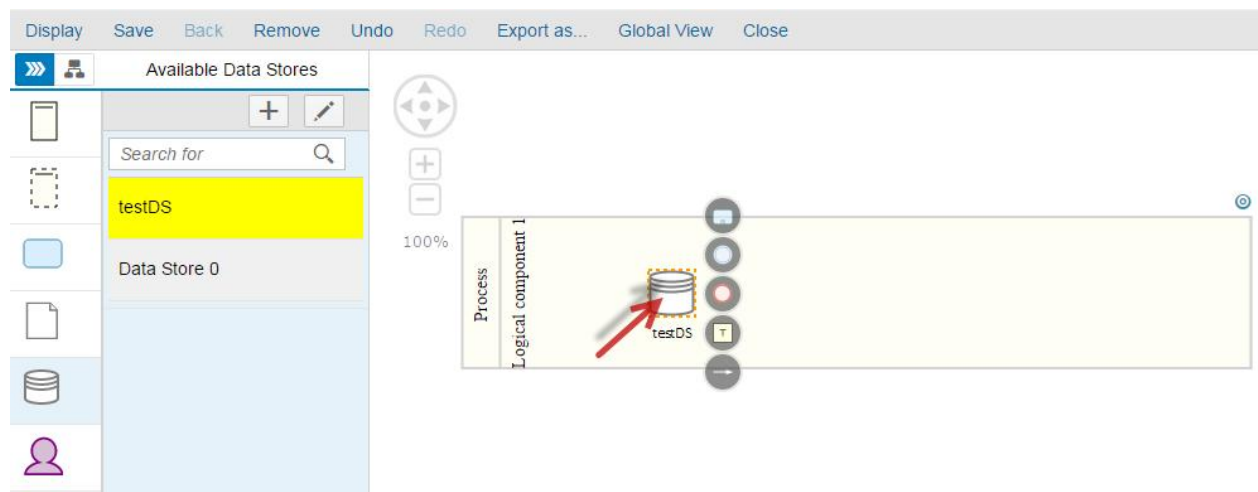 Display Save Back Remove Undo Redo Export as... Global View Close
Available Data Stores
Search for
testDS
Data Store 0
100%
Process
Logical component 1
testDS
T